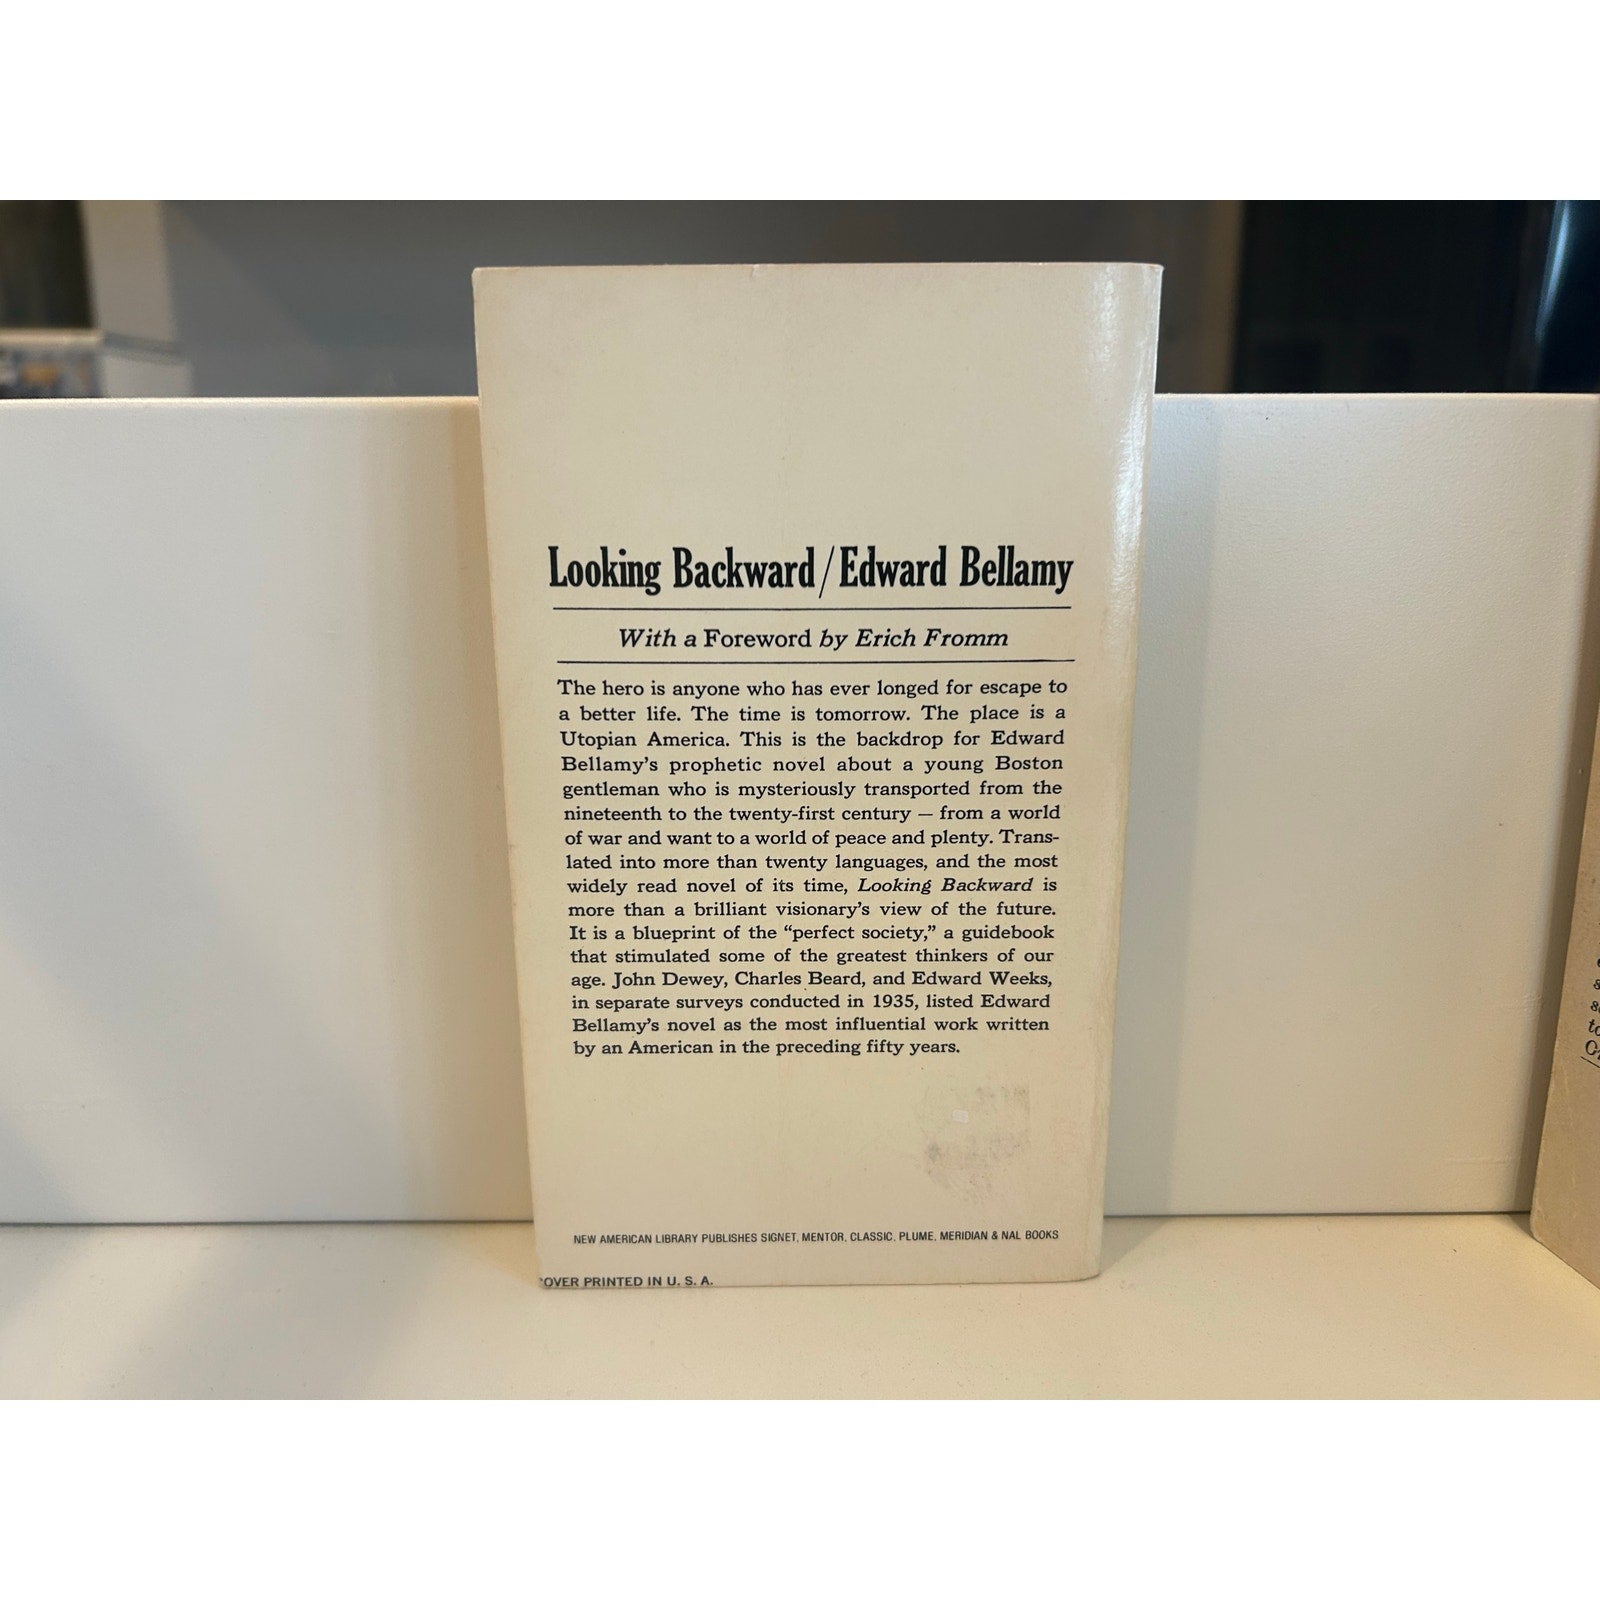 Looking Backward/Edward Bellamy
With a Foreword by Erich Fromm
The hero is anyone who has ever longed for escape to
a better life. The time is tomorrow. The place is a
Utopian America. This is the backdrop for Edward
Bellamy's prophetic novel about a young Boston
gentleman who is mysteriously transported from the
nineteenth to the twenty-first century — from a world
of war and want to a world of peace and plenty. Trans-
lated into more than twenty languages, and the most
widely read novel of its time, Looking Backward is
more than a brilliant visionary's view of the future.
It is a blueprint of the “perfect society,” a guidebook
that stimulated some of the greatest thinkers of our
age. John Dewey, Charles Beard, and Edward Weeks,
in separate surveys conducted in 1935, listed Edward
Bellamy's novel as the most influential work written
by an American in the preceding fifty years.
NEW AMERICAN LIBRARY PUBLISHES SIGNET, MENTOR, CLASSIC, PLUME, MERIDIAN & NAL BOOKS
OVER PRINTED IN U. S. A.